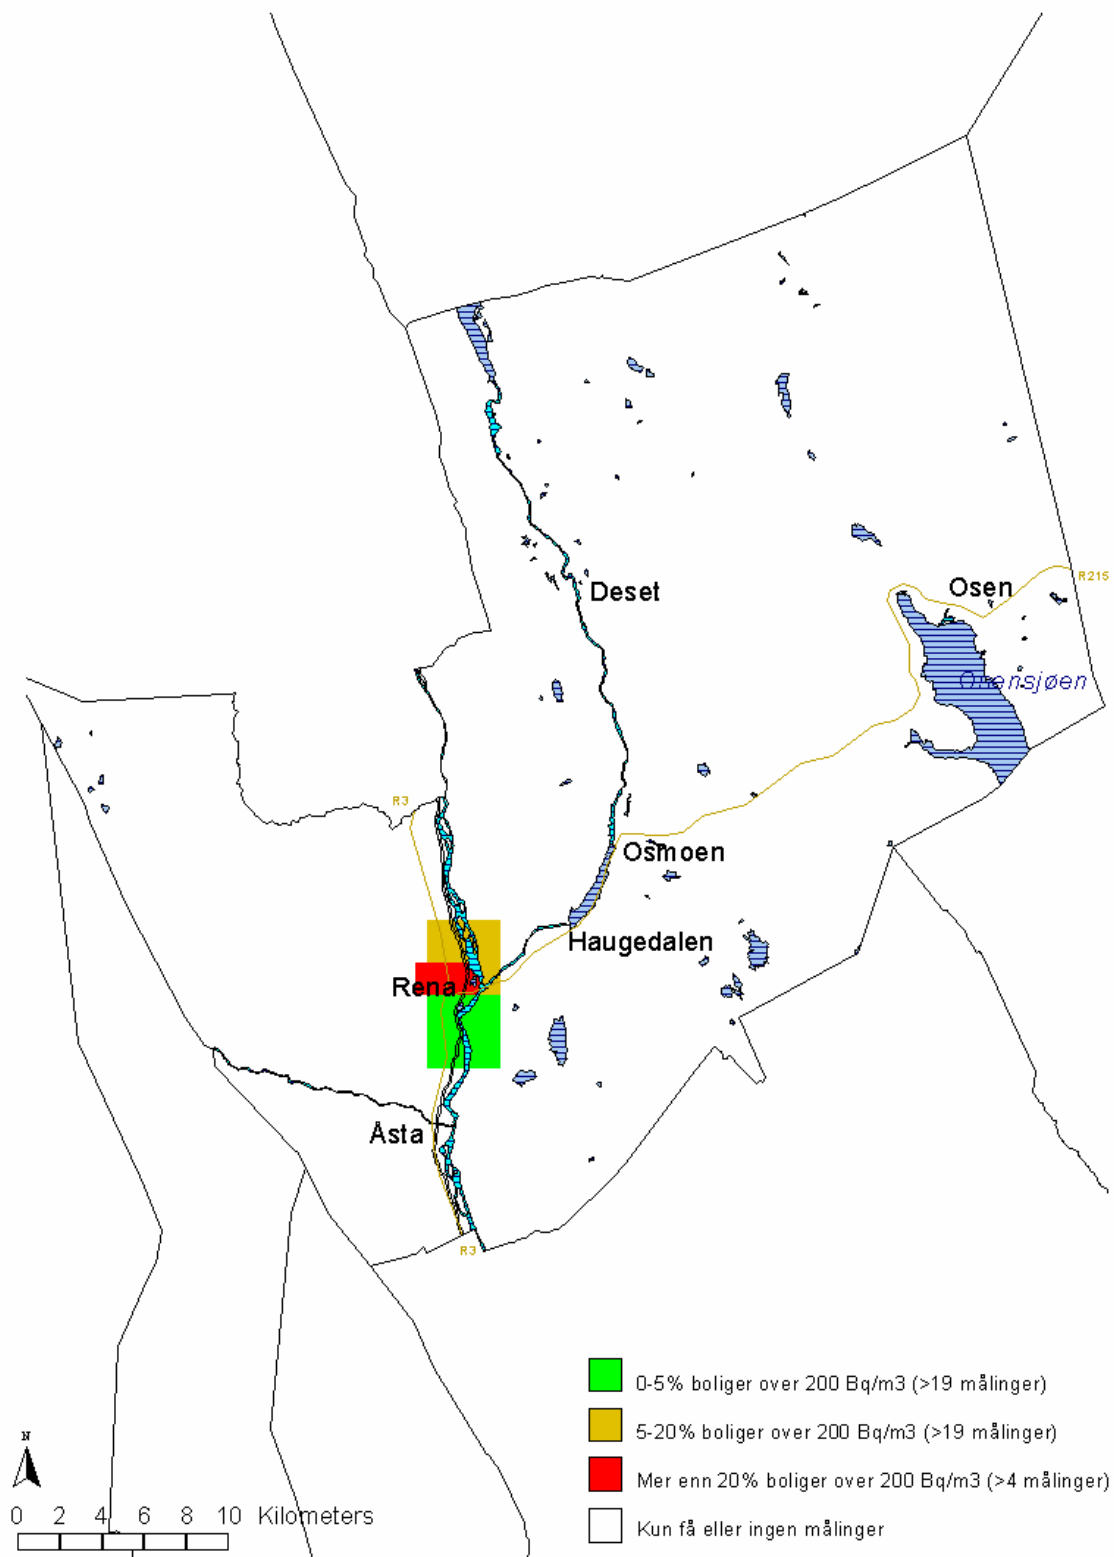 Deset
Osen
R215
Osensjøen
R3
Osmoen
Haugedalen
Rena
Åsta
R3
0-5% boliger over 200 Bq/m3 (>19 målinger)
5-20% boliger over 200 Bq/m3 (>19 målinger)
Mer enn 20% boliger over 200 Bq/m3 (>4 målinger)
Kun få eller ingen målinger
N
0 2 4 6 8 10 Kilometers